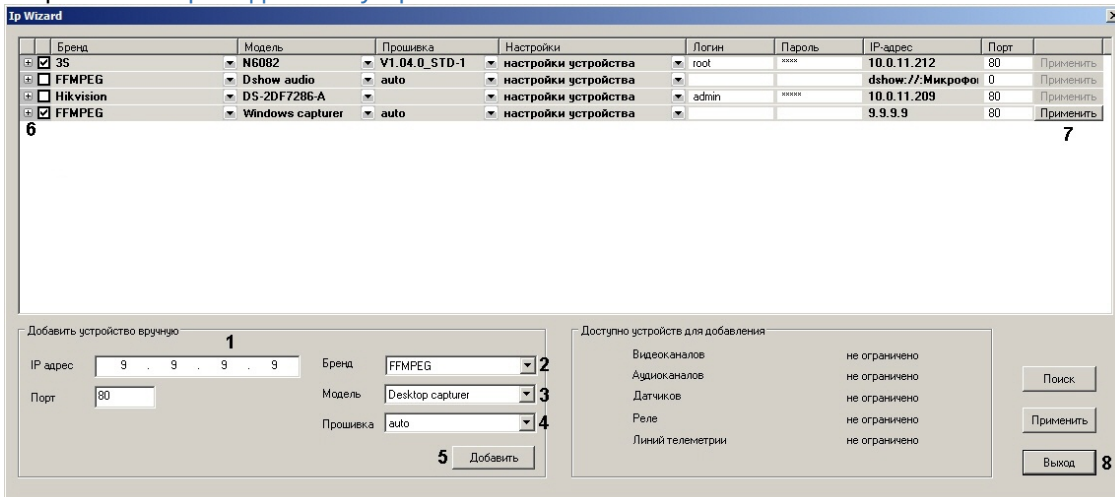 Ip Wizard
Бренд Модель Прошивка Настройки Логин Пароль IP-адрес Порт
3S N6082 V1.04.0_STD-1 настройки устройства root **** 10.0.11.212 80 Применить
FFMPEG Dshow audio auto настройки устройства dshow://:Микрофо 0 Применить
Hikvision DS-2DF7286-A настройки устройства admin ***** 10.0.11.209 80 Применить
FFMPEG Windows capturer auto настройки устройства 9.9.9.9 80 Применить
6 7
Добавить устройство вручную
1
IP адрес 9 . 9 . 9 . 9
Порт 80
Бренд FFMPEG 2
Модель Desktop capturer 3
Прошивка auto 4
5 Добавить
Доступно устройств для добавления
Видеоканалов не ограничено
Аудиоканалов не ограничено
Датчиков не ограничено
Реле не ограничено
Линий телеметрии не ограничено
Поиск
Применить
Выход 8